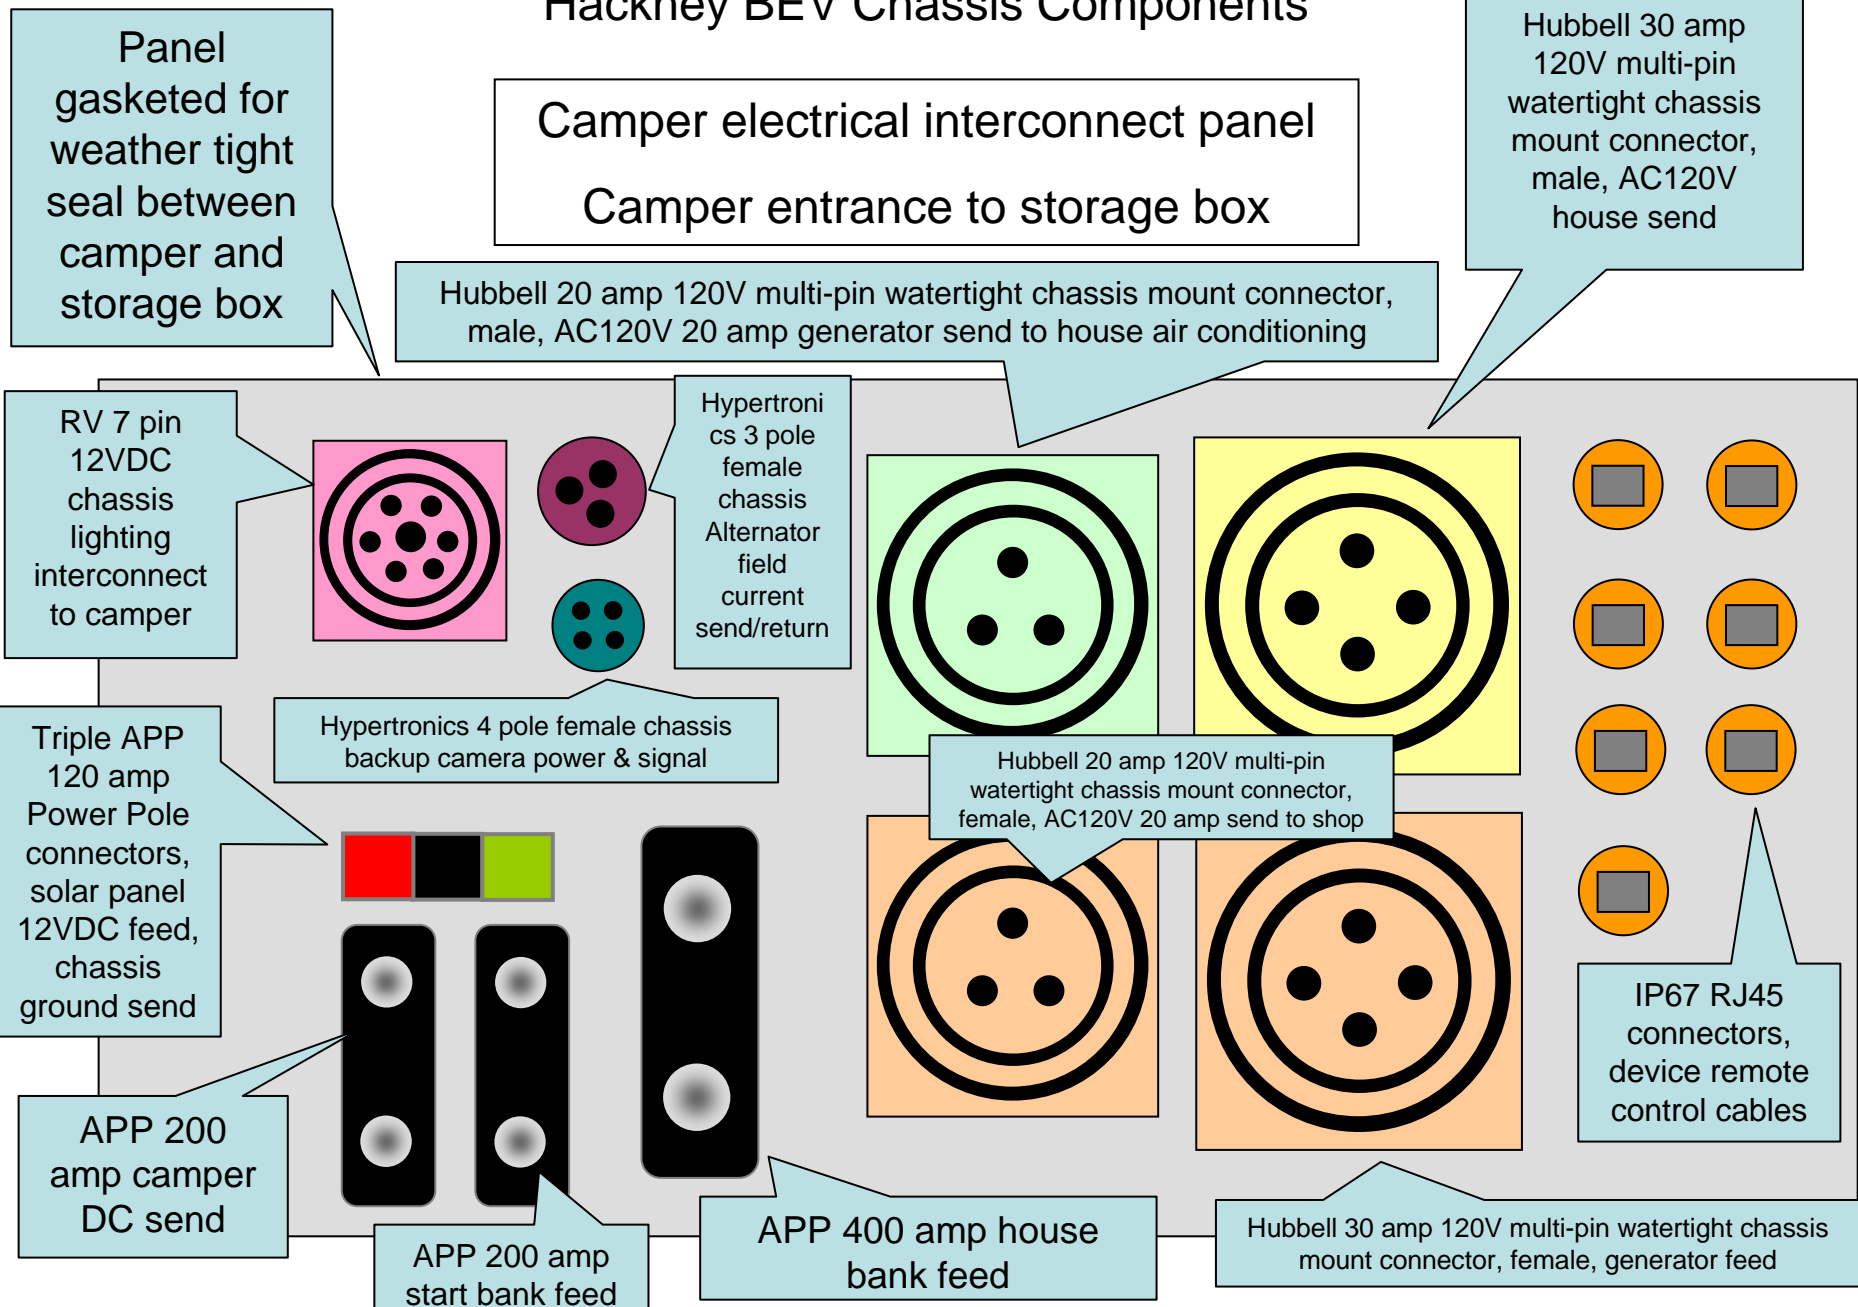 Hackney BEV Chassis Components
Panel
gasketed for
weather tight
seal between
camper and
storage box
Camper electrical interconnect panel
Camper entrance to storage box
Hubbell 30 amp
120V multi-pin
watertight chassis
mount connector,
male, AC120V
house send
Hubbell 20 amp 120V multi-pin watertight chassis mount connector,
male, AC120V 20 amp generator send to house air conditioning
RV 7 pin
12VDC
chassis
lighting
interconnect
to camper
Hypertroni
cs 3 pole
female
chassis
Alternator
field
current
send/return
Hypertronics 4 pole female chassis
backup camera power & signal
Triple APP
120 amp
Power Pole
connectors,
solar panel
12VDC feed,
chassis
ground send
Hubbell 20 amp 120V multi-pin
watertight chassis mount connector,
female, AC120V 20 amp send to shop
IP67 RJ45
connectors,
device remote
control cables
APP 200
amp camper
DC send
APP 200 amp
start bank feed
APP 400 amp house
bank feed
Hubbell 30 amp 120V multi-pin watertight chassis
mount connector, female, generator feed